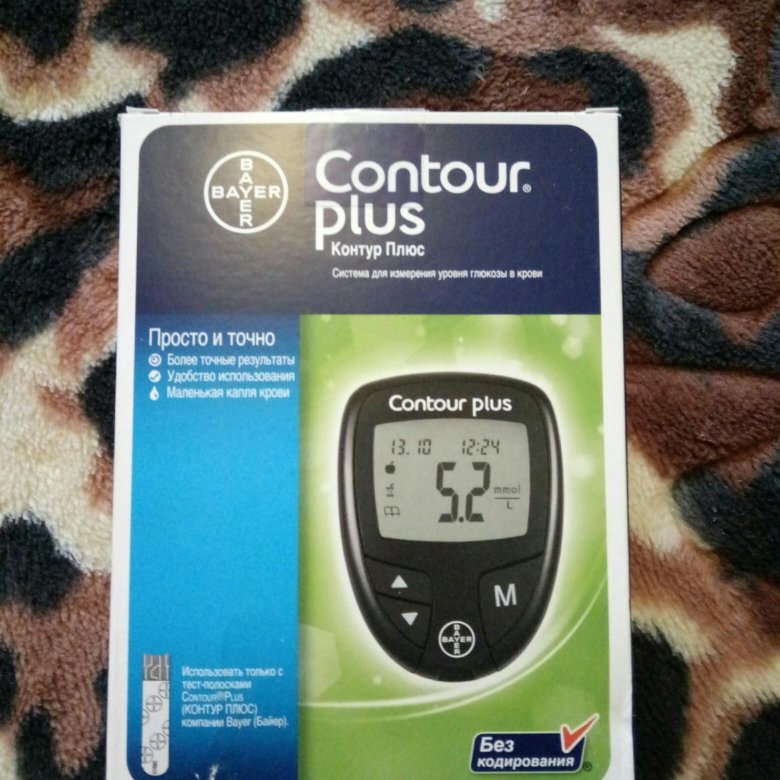 BAYER
BAYER
Contour®
plus
Контур Плюс
Система для измерения уровня глюкозы в крови
Просто и точно
Более точные результаты
Удобство использования
Маленькая капля крови
Contour plus
13.10 12:24
5.2 mmol
L
M
BAYER
BAYER
Использовать только с
тест-полосками
CONTOUR®PLUS
(КОНТУР ПЛЮС)
компании Bayer (Байер).
Без
кодирования
®